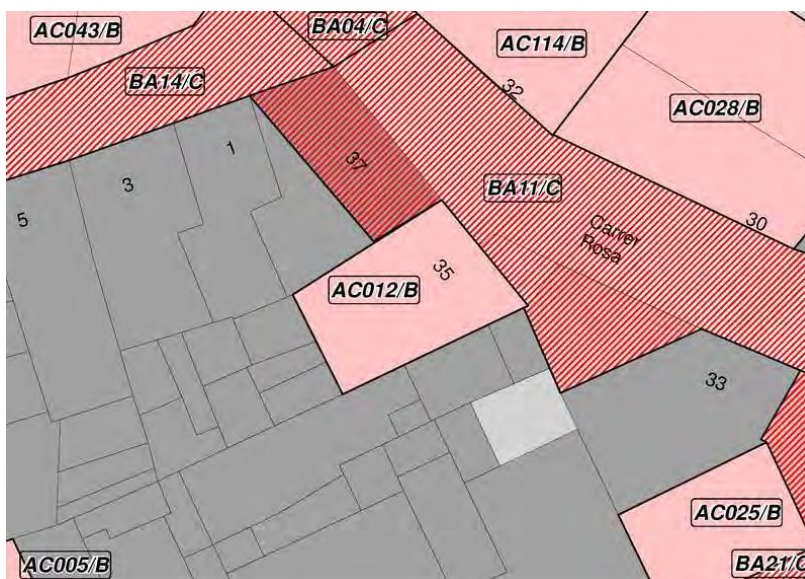 AC043/B
BA04/C
AC114/B
BA14/C
32
AC028/B
1
37
3
BA11/C
5
30
Carrer
Rosa
35
AC012/B
33
AC025/B
AC005/B
BA21/C